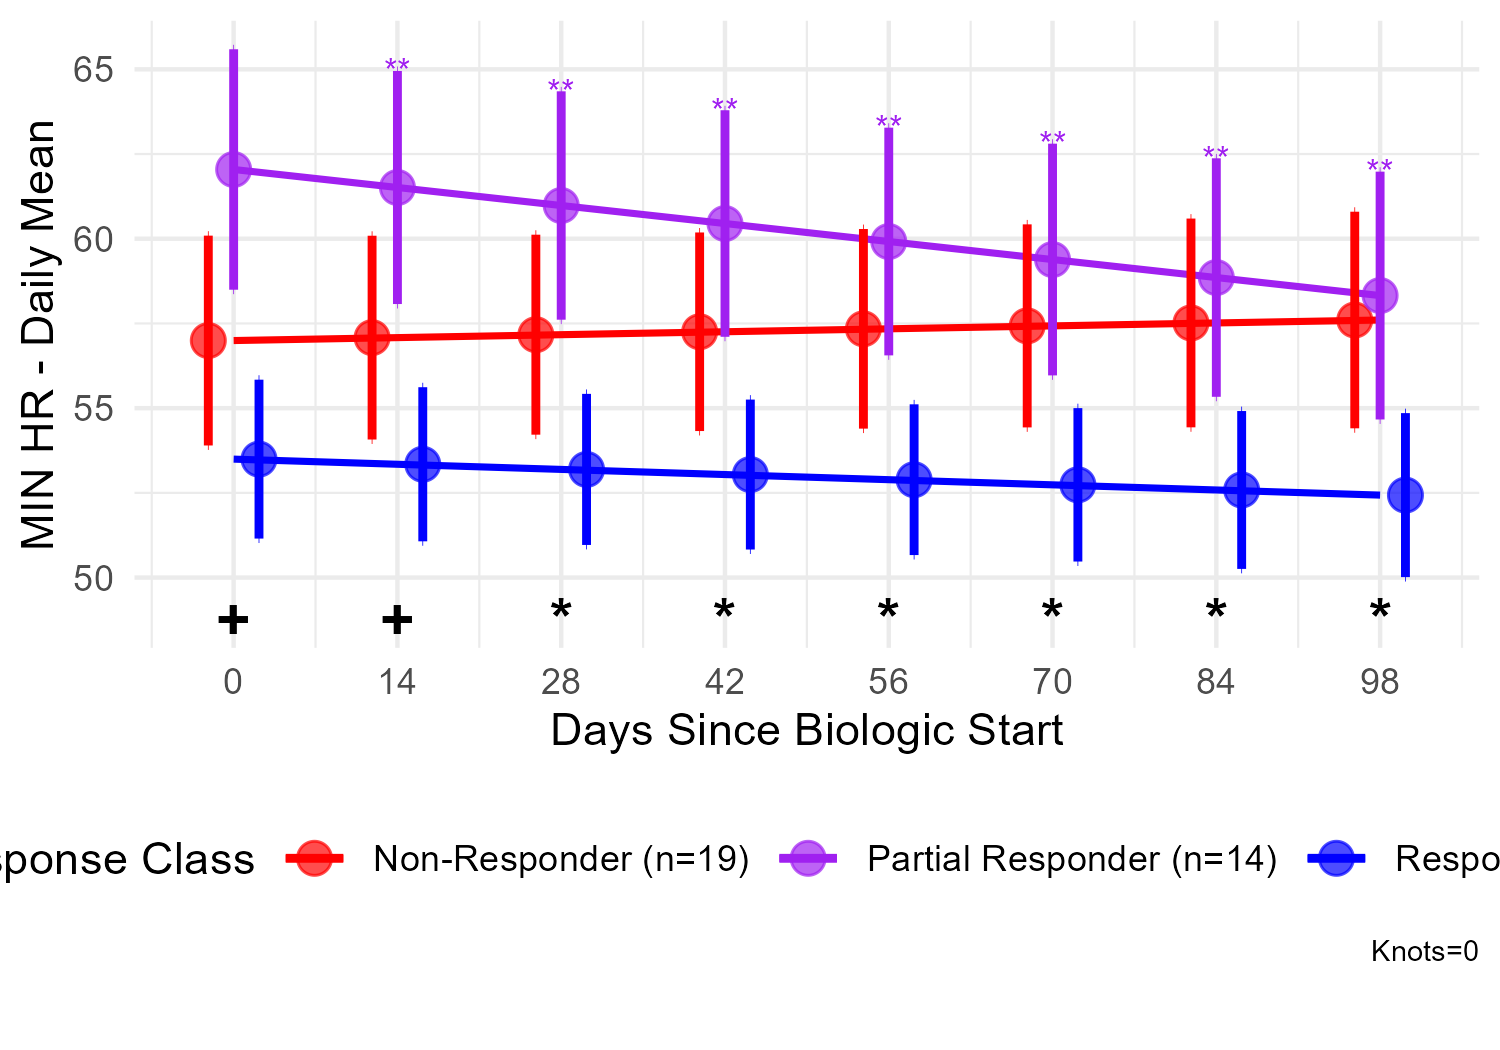 MIN HR - Daily Mean
65
60
55
50
** ** ** ** ** ** **
+ + * * * * * *
0 14 28 42 56 70 84 98
Days Since Biologic Start
sponse Class Non-Responder (n=19) Partial Responder (n=14) Respo
Knots=0